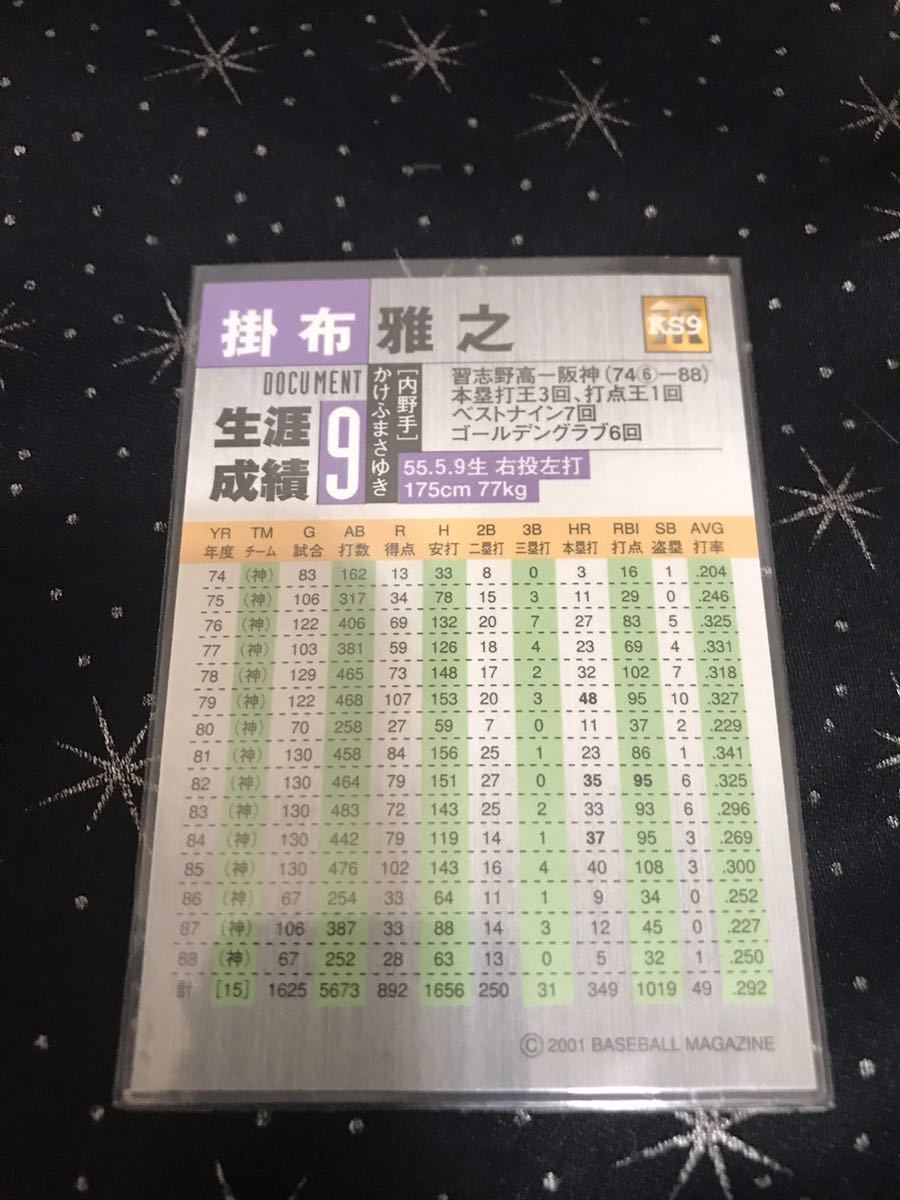 掛布 雅之
KS9
DOCUMENT 9
生涯
成績
[内野手]
かけふまさゆき
習志野高ー阪神(74⑥ー88)
本塁打王3回、打点王1回
ベストナイン7回
ゴールデングラブ6回
55.5.9生 右投左打
175cm 77kg
YR TM G AB R H 2B 3B HR RBI SB AVG
年度 チーム 試合 打数 得点 安打 二塁打 三塁打 本塁打 打点 盗塁 打率
74 (神) 83 162 13 33 8 0 3 16 1 .204
75 (神) 106 317 34 78 15 3 11 29 0 .246
76 (神) 122 406 69 132 20 7 27 83 5 .325
77 (神) 103 381 59 126 18 4 23 69 4 .331
78 (神) 129 465 73 148 17 2 32 102 7 .318
79 (神) 122 468 107 153 20 3 48 95 10 .327
80 (神) 70 258 27 59 7 0 11 37 2 .229
81 (神) 130 458 84 156 25 1 23 86 1 .341
82 (神) 130 464 79 151 27 0 35 95 6 .325
83 (神) 130 483 72 143 25 2 33 93 6 .296
84 (神) 130 442 79 119 14 1 37 95 3 .269
85 (神) 130 476 102 143 16 4 40 108 3 .300
86 (神) 67 254 33 64 11 1 9 34 0 .252
87 (神) 106 387 33 88 14 3 12 45 0 .227
88 (神) 67 252 28 63 13 0 5 32 1 .250
計 [15] 1625 5673 892 1656 250 31 349 1019 49 .292
© 2001 BASEBALL MAGAZINE